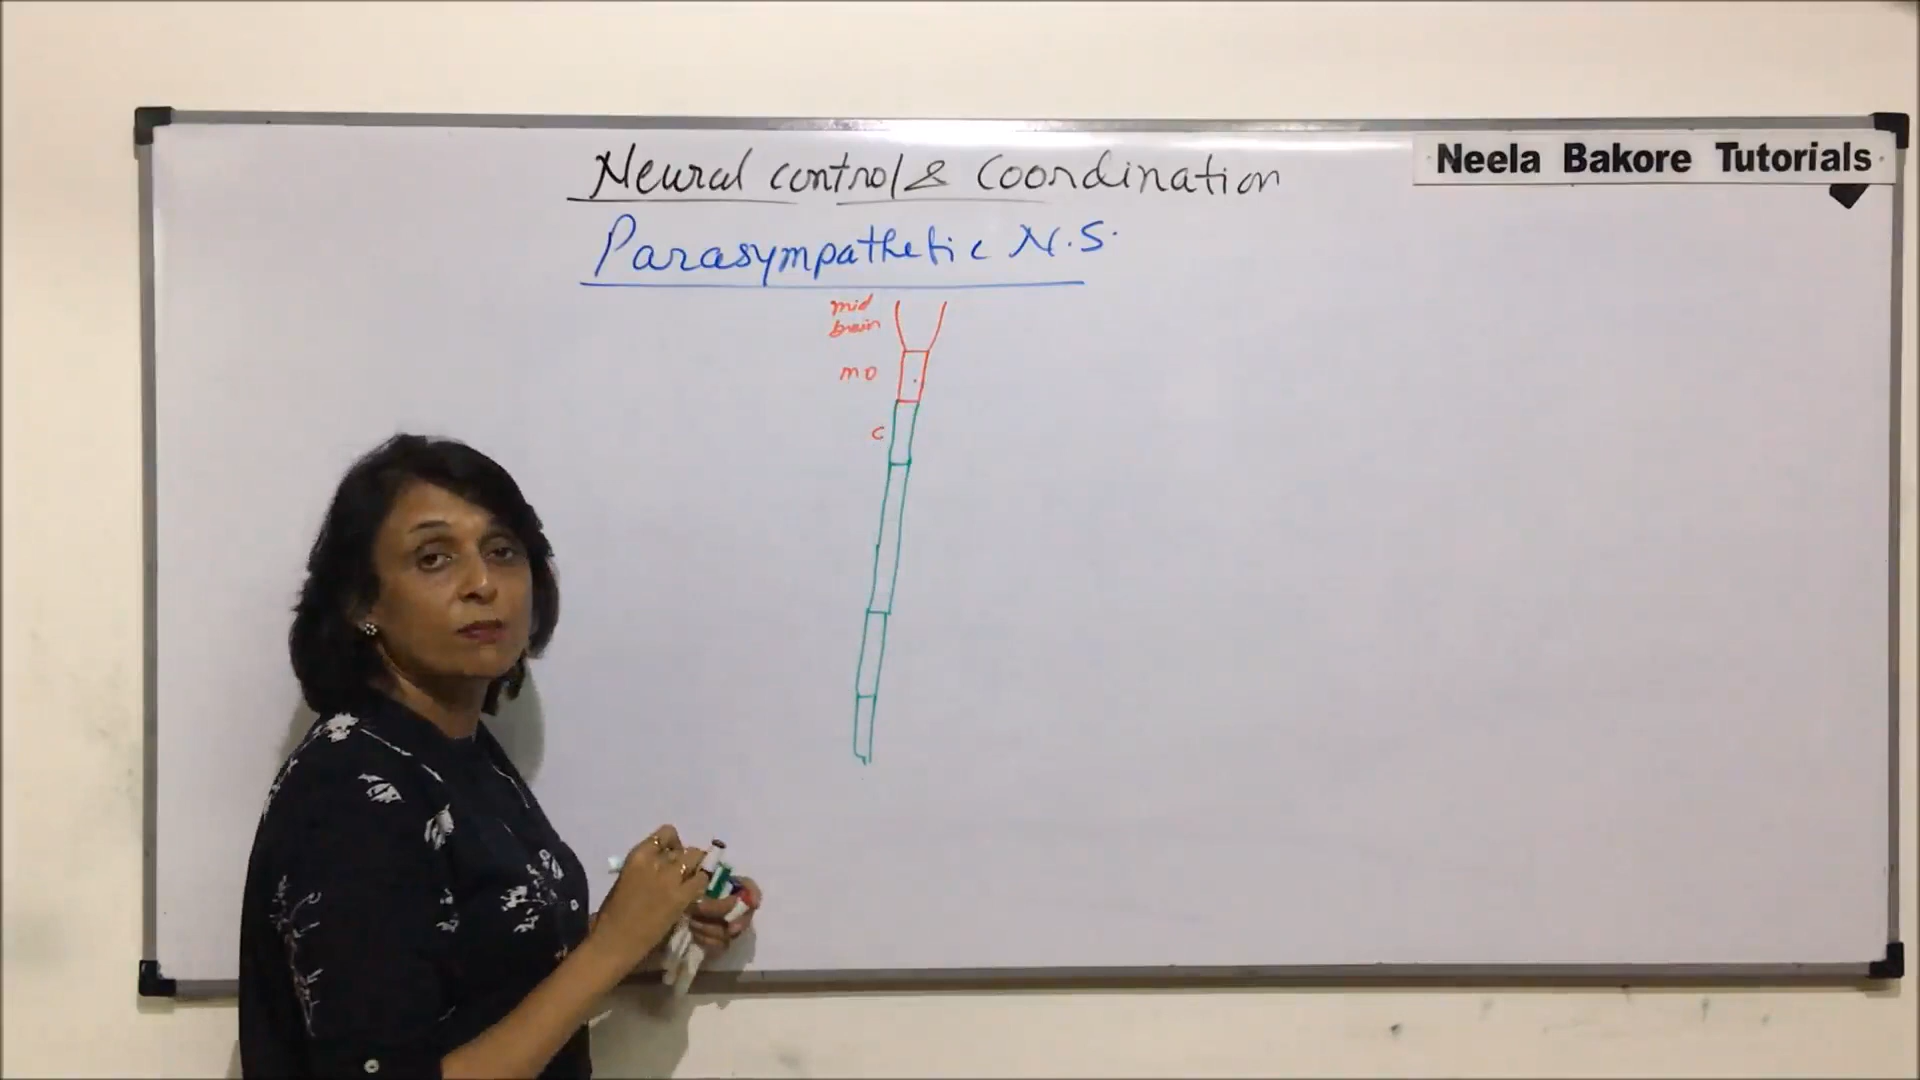 Neural control & Coordination
Neela Bakore Tutorials
Parasympathetic N.S.
mid
brain
mo
c